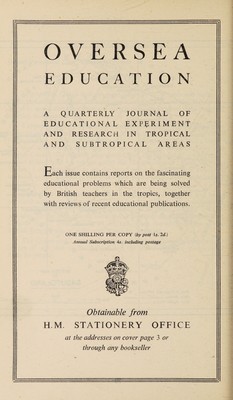 OVERSEA
EDUCATION
A QUARTERLY JOURNAL OF
EDUCATIONAL EXPERIMENT
AND RESEARCH IN TROPICAL
AND SUBTROPICAL AREAS
Each issue contains reports on the fascinating
educational problems which are being solved
by British teachers in the tropics, together
with reviews of recent educational publications.
ONE SHILLING PER COPY (by post 1s. 2d.)
Annual Subscription 4s. including postage
Obtainable from
H.M. STATIONERY OFFICE
at the addresses on cover page 3 or
through any bookseller